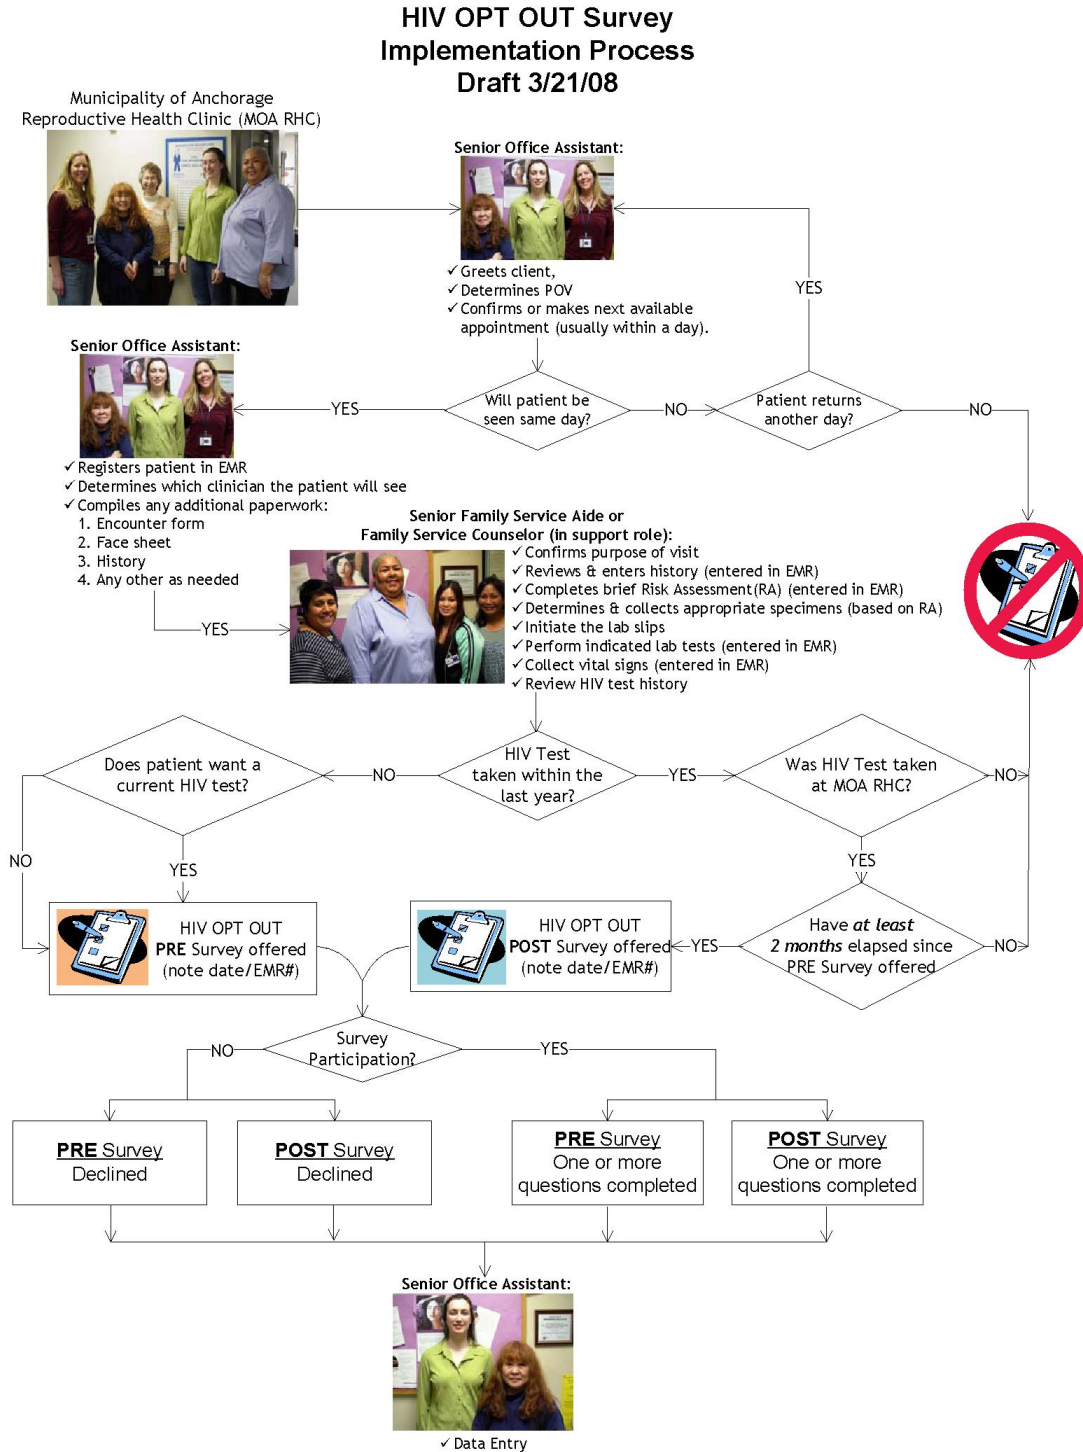 HIV OPT OUT Survey
Implementation Process
Draft 3/21/08
Municipality of Anchorage
Reproductive Health Clinic (MOA RHC)
Senior Office Assistant:
✓ Greets client,
✓ Determines POV
✓ Confirms or makes next available
appointment (usually within a day).
YES
Senior Office Assistant:
Will patient be
seen same day?
YES
NO
Patient returns
another day?
NO
✓ Registers patient in EMR
✓ Determines which clinician the patient will see
✓ Compiles any additional paperwork:
1. Encounter form
2. Face sheet
3. History
4. Any other as needed
YES
Senior Family Service Aide or
Family Service Counselor (in support role):
✓ Confirms purpose of visit
✓ Reviews & enters history (entered in EMR)
✓ Completes brief Risk Assessment(RA) (entered in EMR)
✓ Determines & collects appropriate specimens (based on RA)
✓ Initiate the lab slips
✓ Perform indicated lab tests (entered in EMR)
✓ Collect vital signs (entered in EMR)
✓ Review HIV test history
Does patient want a
current HIV test?
NO
HIV Test
taken within the
last year?
YES
Was HIV Test taken
at MOA RHC?
NO
NO
YES
YES
HIV OPT OUT
PRE Survey offered
(note date/EMR#)
HIV OPT OUT
POST Survey offered
(note date/EMR#)
YES
Have at least
2 months elapsed since
PRE Survey offered
NO
Survey
Participation?
NO
YES
PRE Survey
Declined
POST Survey
Declined
PRE Survey
One or more
questions completed
POST Survey
One or more
questions completed
Senior Office Assistant:
✓ Data Entry